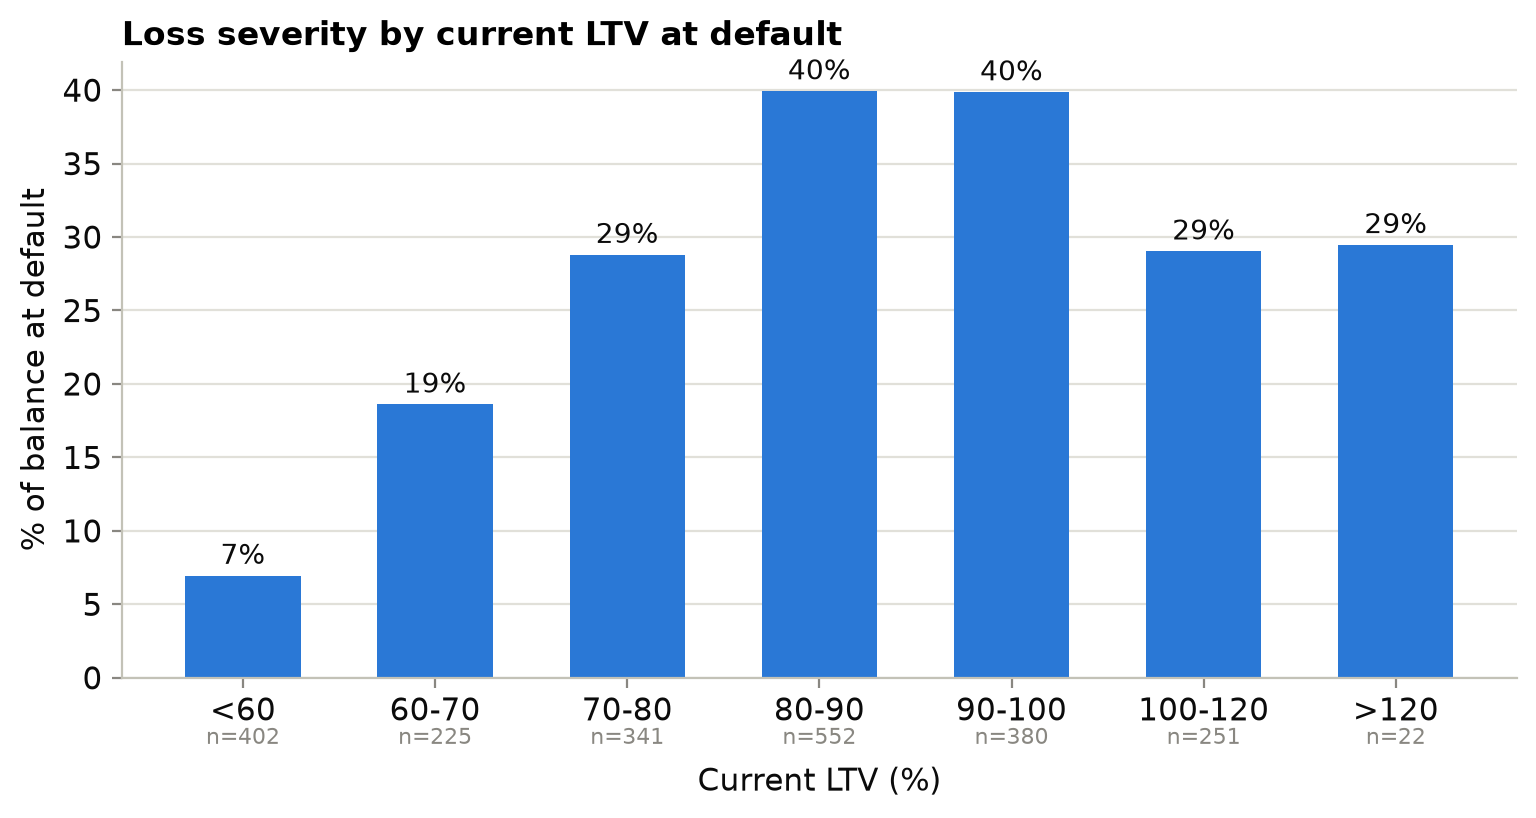 Loss severity by current LTV at default
% of balance at default
40
35
30
25
20
15
10
5
0
7%
19%
29%
40%
40%
29%
29%
<60
60-70
70-80
80-90
90-100
100-120
>120
n=402
n=225
n=341
n=552
n=380
n=251
n=22
Current LTV (%)